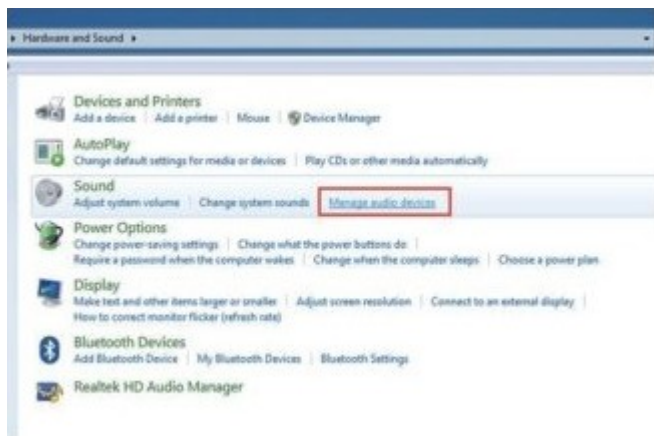 Hardware and Sound
Devices and Printers
Add a device | Add a printer | Mouse | Device Manager
AutoPlay
Change default settings for media or devices | Play CDs or other media automatically
Sound
Adjust system volume | Change system sounds | Manage audio devices
Power Options
Change power-saving settings | Change what the power buttons do |
Require a password when the computer wakes | Change when the computer sleeps | Choose a power plan
Display
Make text and other items larger or smaller | Adjust screen resolution | Connect to an external display |
How to correct monitor flicker (refresh rate)
Bluetooth Devices
Add Bluetooth Device | My Bluetooth Devices | Bluetooth Settings
Realtek HD Audio Manager